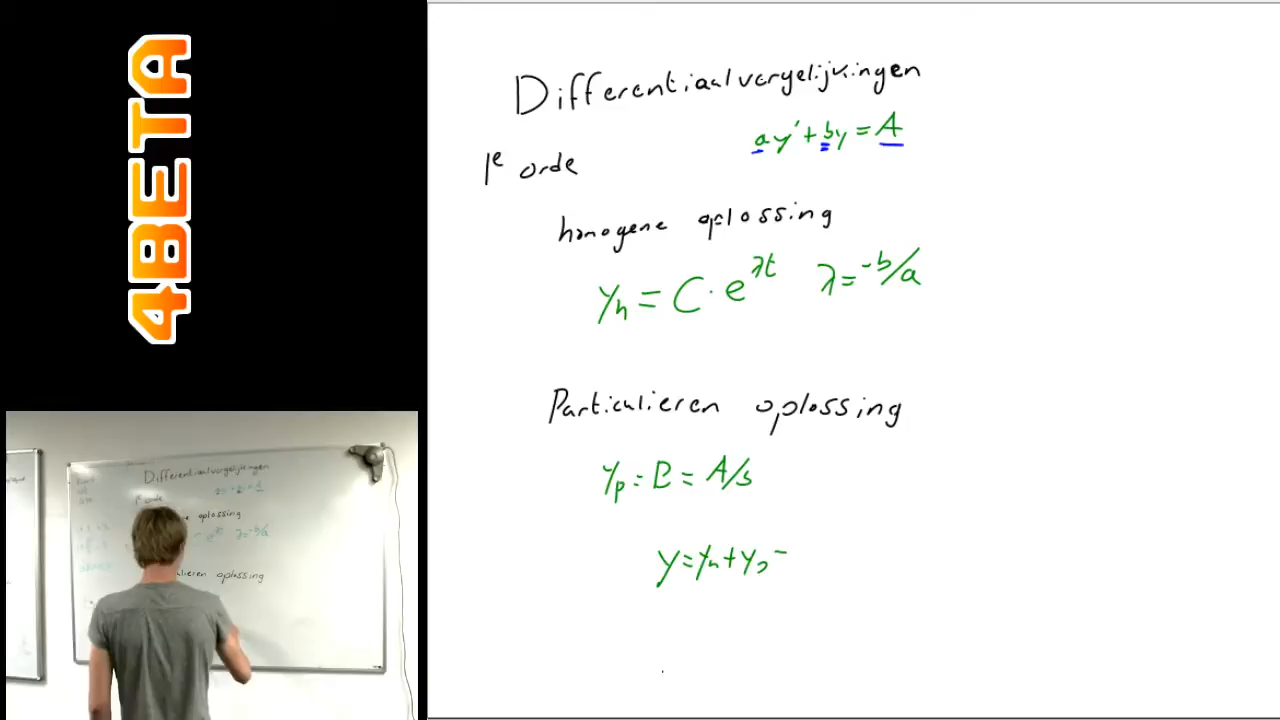 4BETA
Differentiaalvergelijkingen
ay' + by = A
1e orde
homogene oplossing
yh = C · e^λt λ = -b/a
Particulieren oplossing
yp = B = A/b
y = yh + yp =